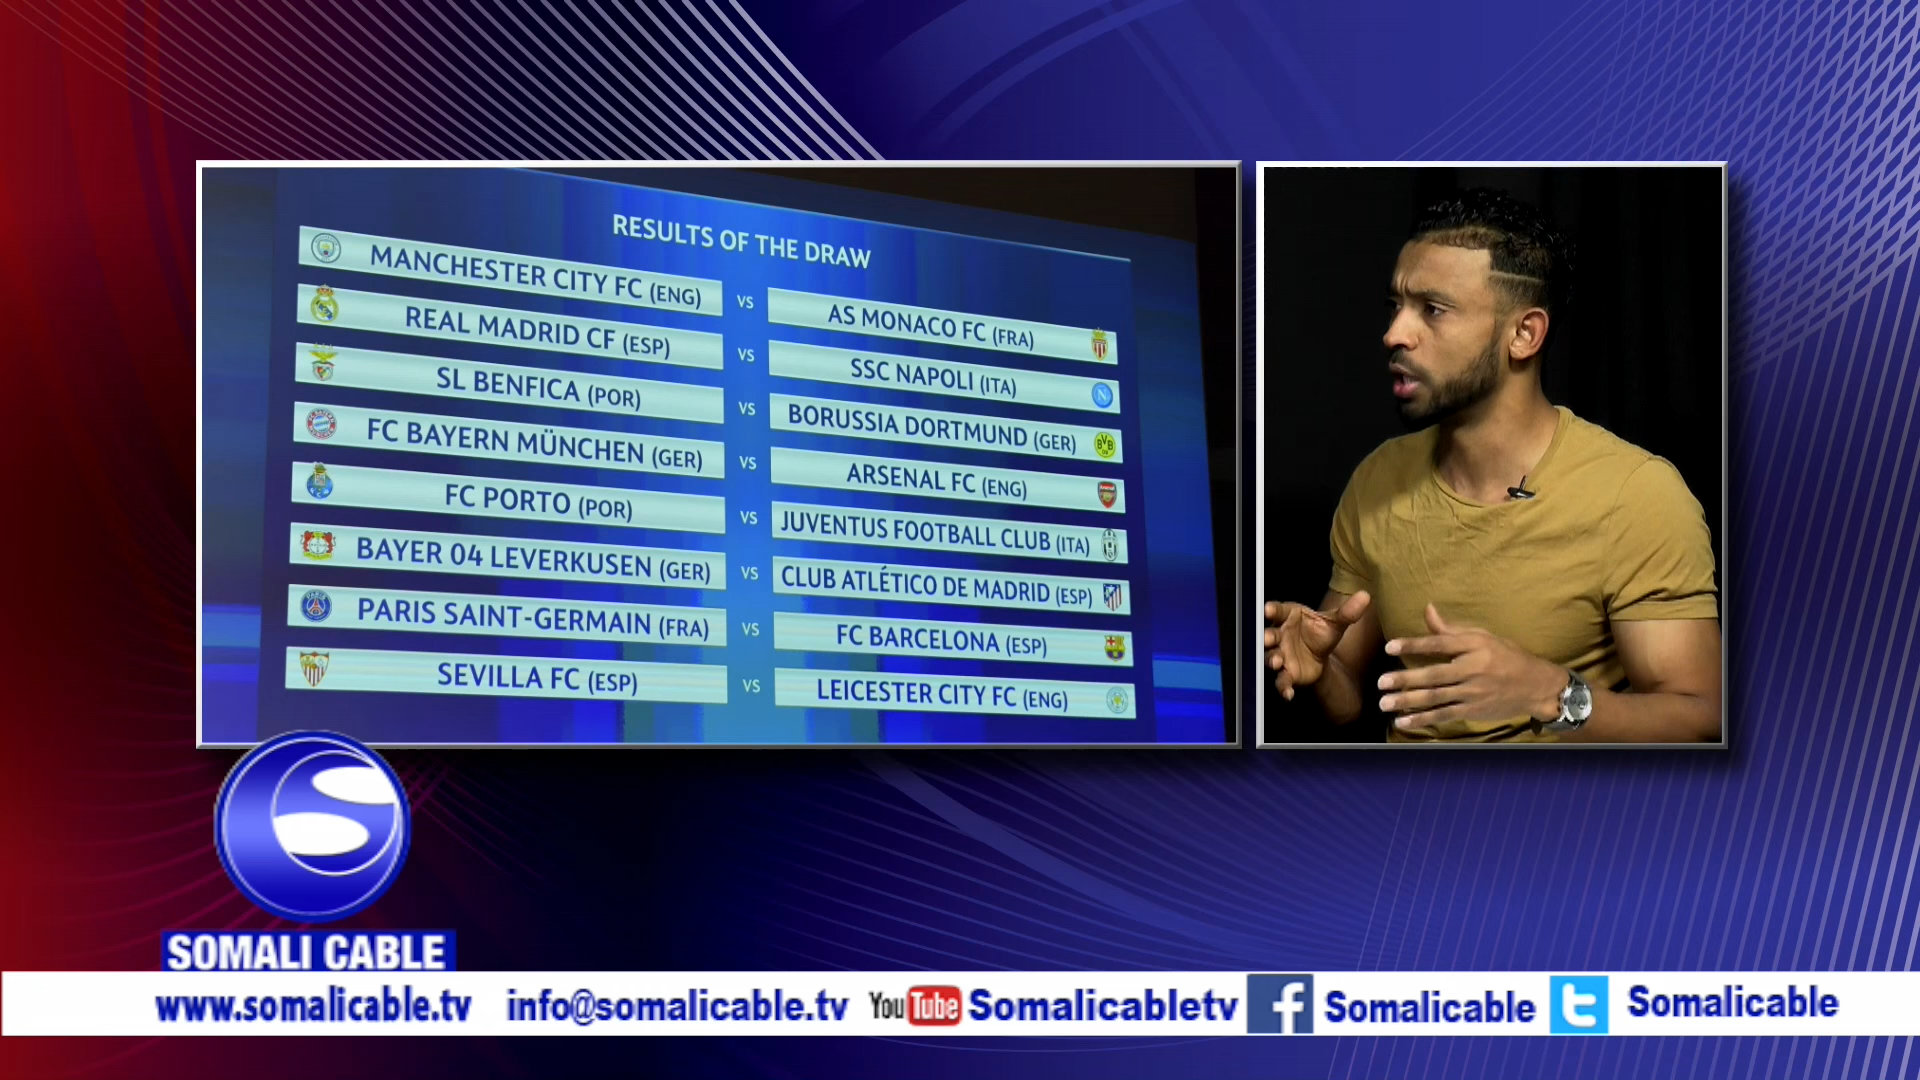 RESULTS OF THE DRAW
MANCHESTER CITY FC (ENG) VS AS MONACO FC (FRA)
REAL MADRID CF (ESP) VS SSC NAPOLI (ITA)
SL BENFICA (POR) VS BORUSSIA DORTMUND (GER)
FC BAYERN MÜNCHEN (GER) VS ARSENAL FC (ENG)
FC PORTO (POR) VS JUVENTUS FOOTBALL CLUB (ITA)
BAYER 04 LEVERKUSEN (GER) VS CLUB ATLÉTICO DE MADRID (ESP)
PARIS SAINT-GERMAIN (FRA) VS FC BARCELONA (ESP)
SEVILLA FC (ESP) VS LEICESTER CITY FC (ENG)
SOMALI CABLE
www.somalicable.tv info@somalicable.tv YouTube Somalicabletv f Somalicable t Somalicable